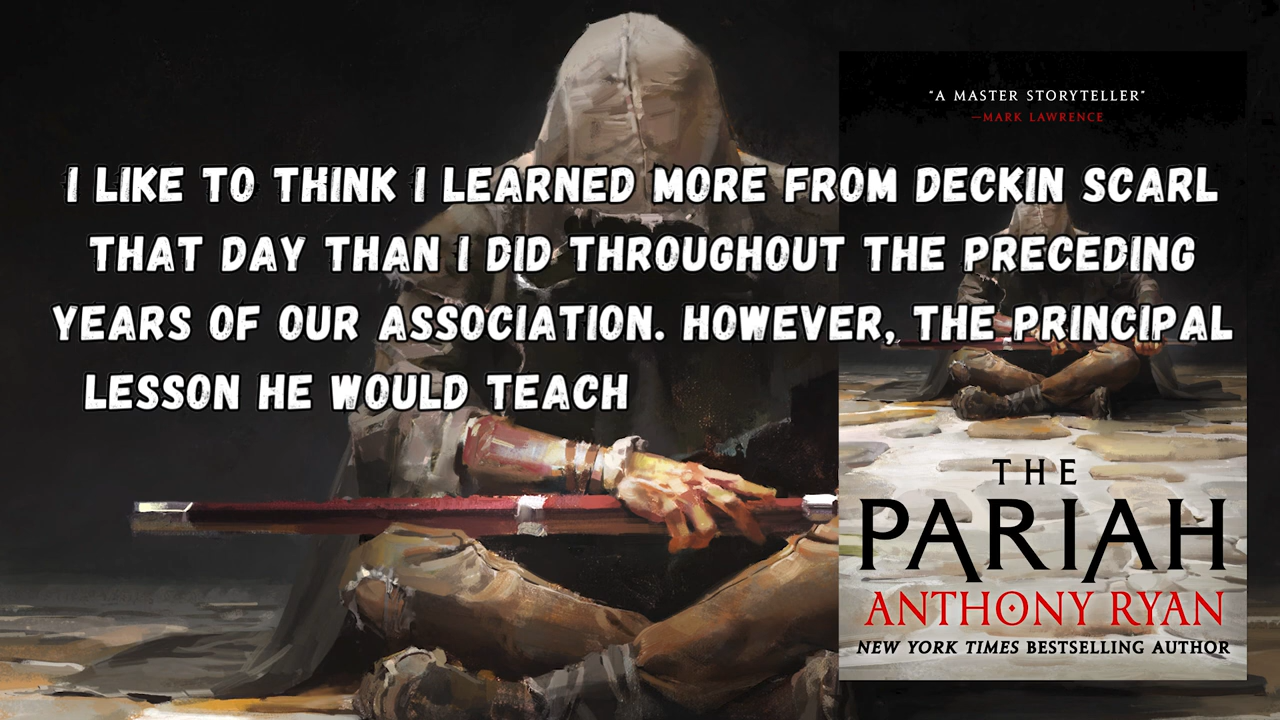 "A MASTER STORYTELLER"
—MARK LAWRENCE
I LIKE TO THINK I LEARNED MORE FROM DECKIN SCARL
THAT DAY THAN I DID THROUGHOUT THE PRECEDING
YEARS OF OUR ASSOCIATION. HOWEVER, THE PRINCIPAL
LESSON HE WOULD TEACH
THE
PARIAH
ANTHONY RYAN
NEW YORK TIMES BESTSELLING AUTHOR